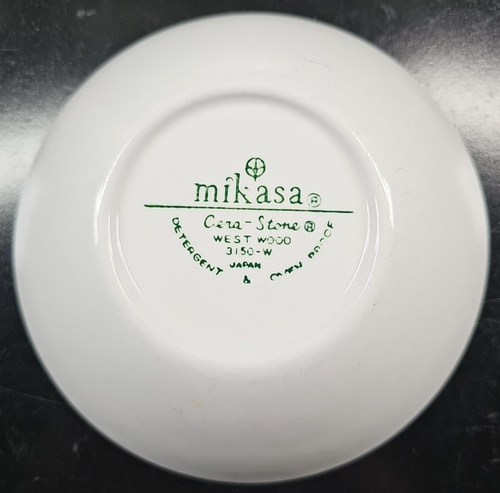 mikasa®
Cera-Stone®
WEST WOOD
3150-W
JAPAN
DETERGENT & OVEN PROOF